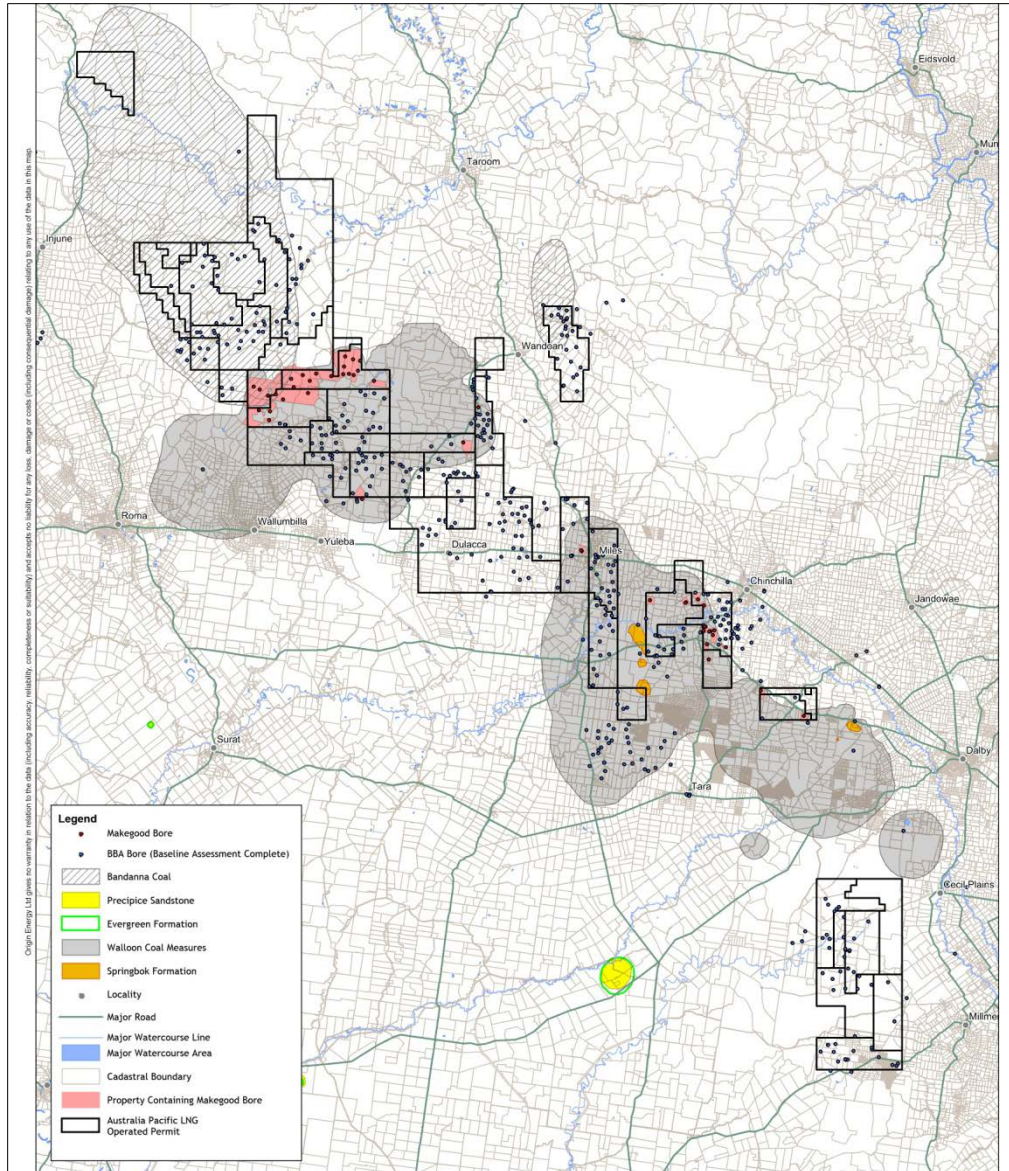 Eidsvold
Mun
Taroom
Injune
Wandoan
Roma
Wallumbilla
Yuleba
Dulacca
Miles
Chinchilla
Jandowae
Surat
Dalby
Tara
Cecil Plains
Millme
Origin Energy Ltd gives no warranty in relation to the data (including accuracy, reliability, completeness or suitability) and accepts no liability for any loss, damage or costs (including consequential damage) relating to any use of the data in this map
Legend
Makegood Bore
BBA Bore (Baseline Assessment Complete)
Bandanna Coal
Precipice Sandstone
Evergreen Formation
Walloon Coal Measures
Springbok Formation
Locality
Major Road
Major Watercourse Line
Major Watercourse Area
Cadastral Boundary
Property Containing Makegood Bore
Australia Pacific LNG
Operated Permit